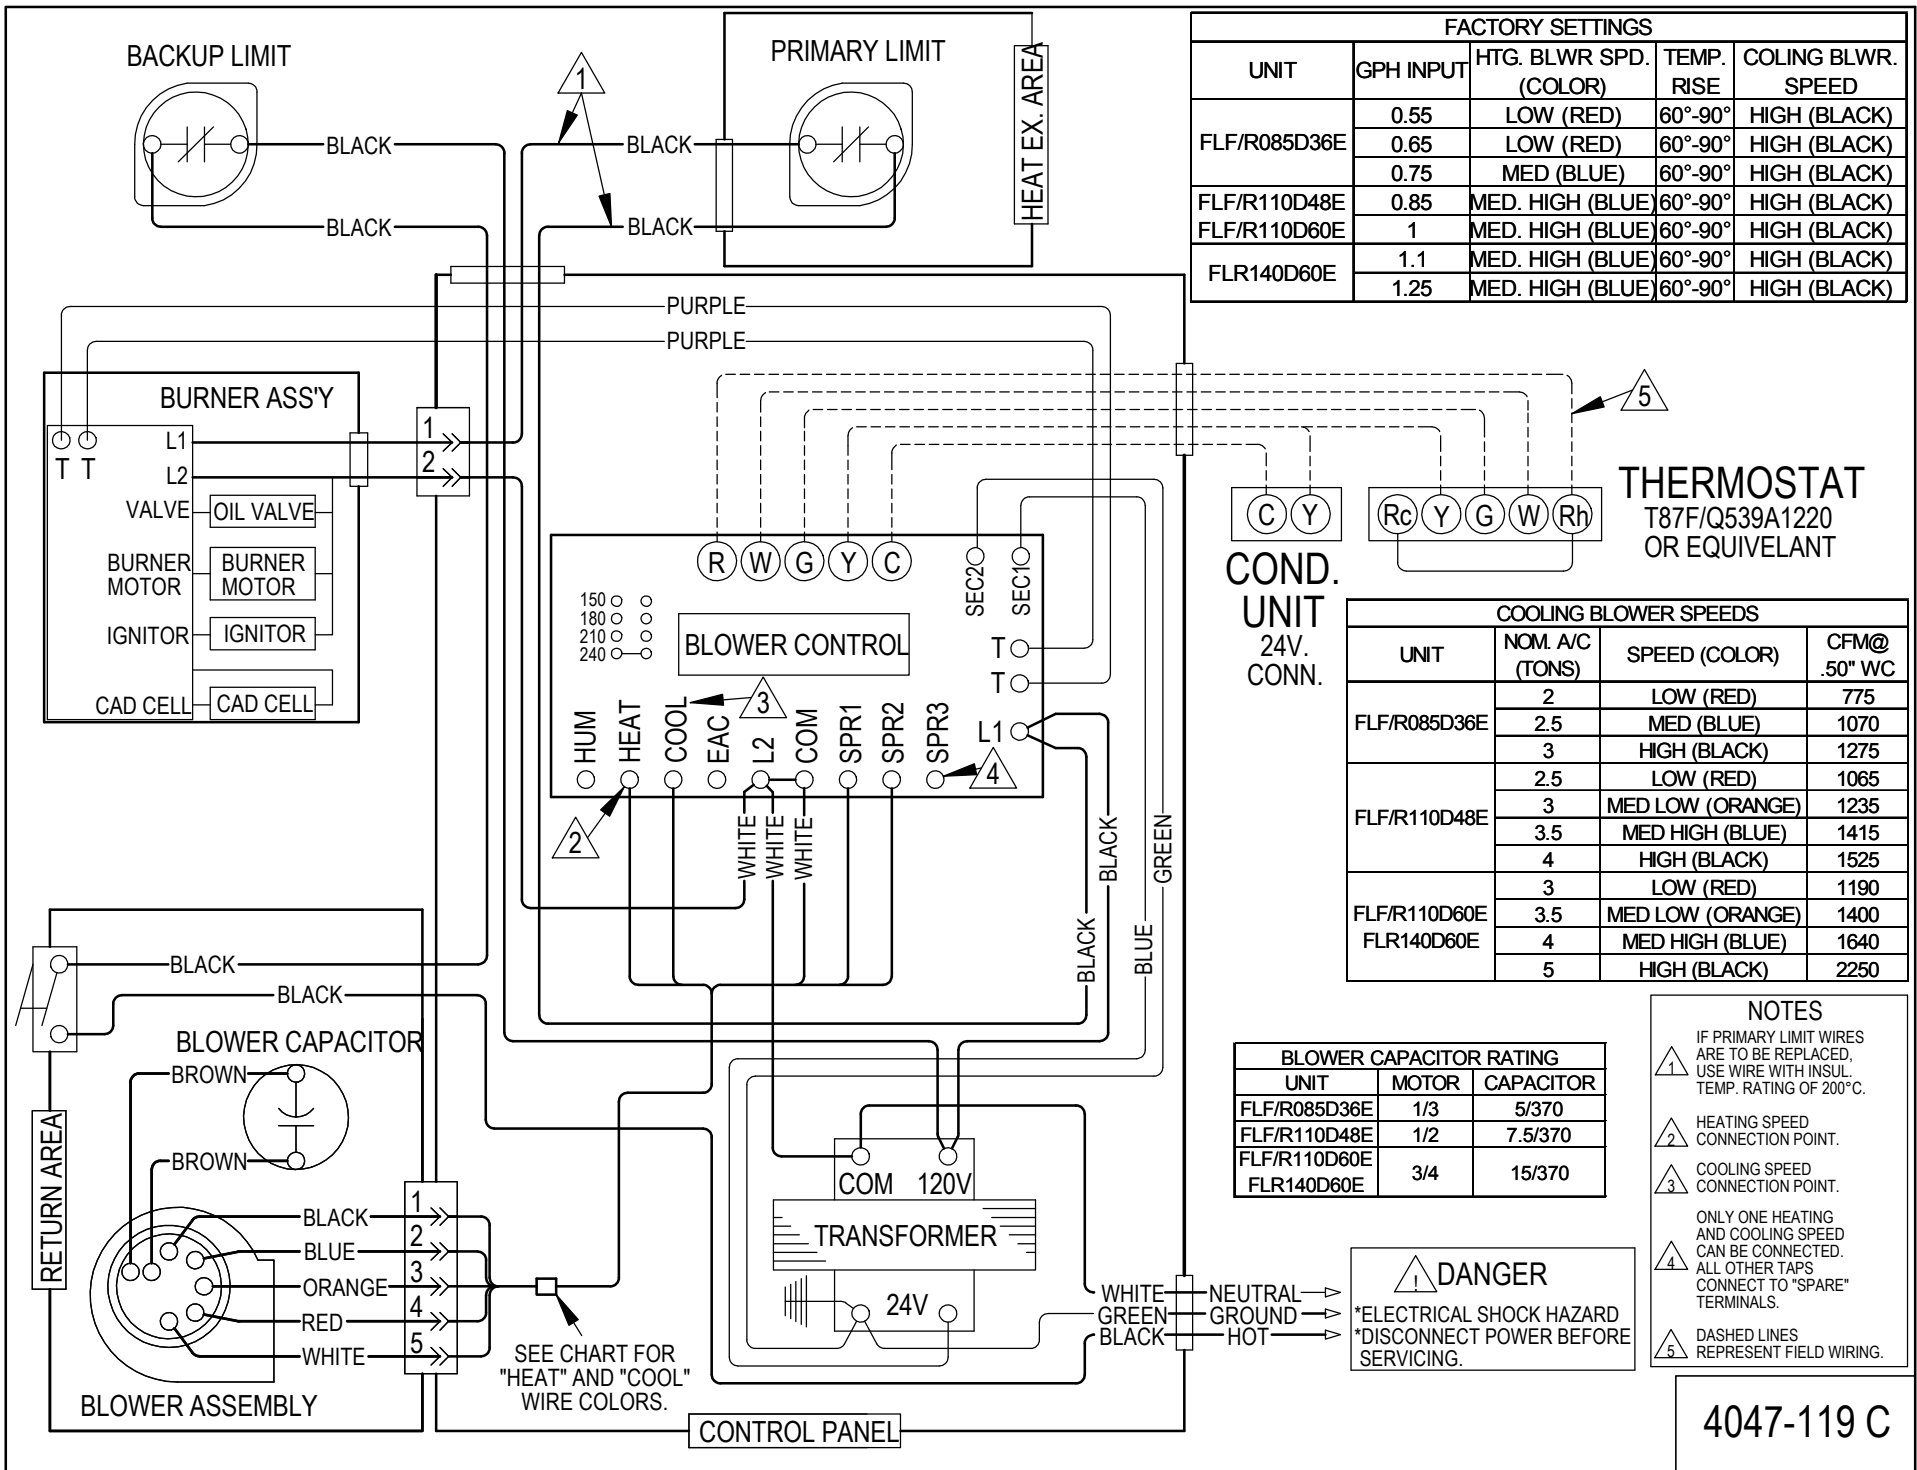 BACKUP LIMIT
BLACK
BLACK
1
PRIMARY LIMIT
BLACK
BLACK
HEAT EX. AREA
FACTORY SETTINGS
UNIT GPH INPUT HTG. BLWR SPD. (COLOR) TEMP. RISE COLING BLWR. SPEED
FLF/R085D36E 0.55 LOW (RED) 60°-90° HIGH (BLACK)
0.65 LOW (RED) 60°-90° HIGH (BLACK)
0.75 MED (BLUE) 60°-90° HIGH (BLACK)
FLF/R110D48E 0.85 MED. HIGH (BLUE) 60°-90° HIGH (BLACK)
FLF/R110D60E 1 MED. HIGH (BLUE) 60°-90° HIGH (BLACK)
FLR140D60E 1.1 MED. HIGH (BLUE) 60°-90° HIGH (BLACK)
1.25 MED. HIGH (BLUE) 60°-90° HIGH (BLACK)
PURPLE
PURPLE
BURNER ASS'Y
T T
L1
L2
1
2
VALVE OIL VALVE
BURNER MOTOR
BURNER MOTOR
IGNITOR IGNITOR
CAD CELL CAD CELL
5
C Y
COND.
UNIT
24V.
CONN.
Rc Y G W Rh
THERMOSTAT
T87F/Q539A1220
OR EQUIVELANT
R W G Y C
SEC2 SEC1
150
180
210
240
BLOWER CONTROL
T
T
L1
3
HUM HEAT COOL EAC L2 COM SPR1 SPR2 SPR3
2
4
WHITE
WHITE
WHITE
BLACK
BLACK
BLUE
GREEN
COOLING BLOWER SPEEDS
UNIT NOM. A/C (TONS) SPEED (COLOR) CFM@ .50" WC
FLF/R085D36E 2 LOW (RED) 775
2.5 MED (BLUE) 1070
3 HIGH (BLACK) 1275
FLF/R110D48E 2.5 LOW (RED) 1065
3 MED LOW (ORANGE) 1235
3.5 MED HIGH (BLUE) 1415
4 HIGH (BLACK) 1525
FLF/R110D60E FLR140D60E 3 LOW (RED) 1190
3.5 MED LOW (ORANGE) 1400
4 MED HIGH (BLUE) 1640
5 HIGH (BLACK) 2250
BLACK
BLACK
BLOWER CAPACITOR
BROWN
BROWN
RETURN AREA
BLACK 1
BLUE 2
ORANGE 3
RED 4
WHITE 5
BLOWER ASSEMBLY
SEE CHART FOR
"HEAT" AND "COOL"
WIRE COLORS.
CONTROL PANEL
COM 120V
TRANSFORMER
24V
WHITE NEUTRAL
GREEN GROUND
BLACK HOT
BLOWER CAPACITOR RATING
UNIT MOTOR CAPACITOR
FLF/R085D36E 1/3 5/370
FLF/R110D48E 1/2 7.5/370
FLF/R110D60E
FLR140D60E 3/4 15/370
! DANGER
*ELECTRICAL SHOCK HAZARD
*DISCONNECT POWER BEFORE
SERVICING.
NOTES
1 IF PRIMARY LIMIT WIRES
ARE TO BE REPLACED,
USE WIRE WITH INSUL.
TEMP. RATING OF 200°C.
2 HEATING SPEED
CONNECTION POINT.
3 COOLING SPEED
CONNECTION POINT.
4 ONLY ONE HEATING
AND COOLING SPEED
CAN BE CONNECTED.
ALL OTHER TAPS
CONNECT TO "SPARE"
TERMINALS.
5 DASHED LINES
REPRESENT FIELD WIRING.
4047-119 C